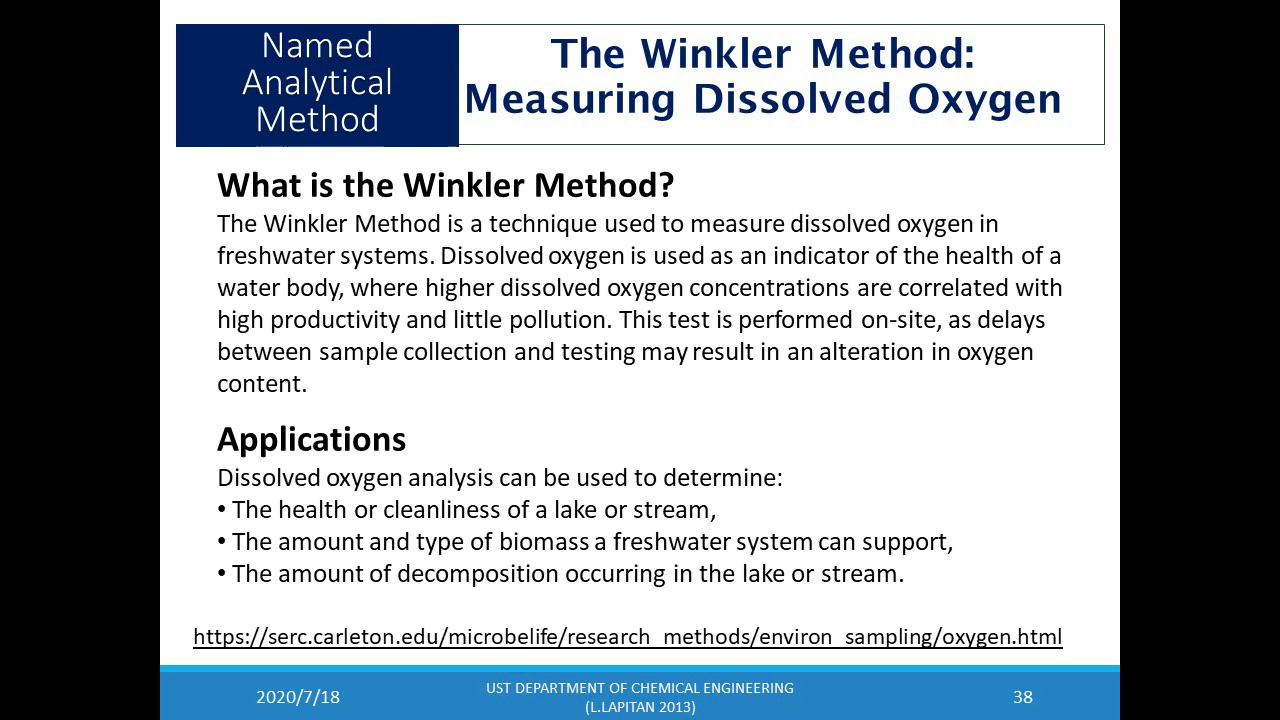 Named
Analytical
Method
The Winkler Method:
Measuring Dissolved Oxygen
What is the Winkler Method?
The Winkler Method is a technique used to measure dissolved oxygen in
freshwater systems. Dissolved oxygen is used as an indicator of the health of a
water body, where higher dissolved oxygen concentrations are correlated with
high productivity and little pollution. This test is performed on-site, as delays
between sample collection and testing may result in an alteration in oxygen
content.
Applications
Dissolved oxygen analysis can be used to determine:
• The health or cleanliness of a lake or stream,
• The amount and type of biomass a freshwater system can support,
• The amount of decomposition occurring in the lake or stream.
https://serc.carleton.edu/microbelife/research_methods/environ_sampling/oxygen.html
2020/7/18
UST DEPARTMENT OF CHEMICAL ENGINEERING
(L.LAPITAN 2013)
38